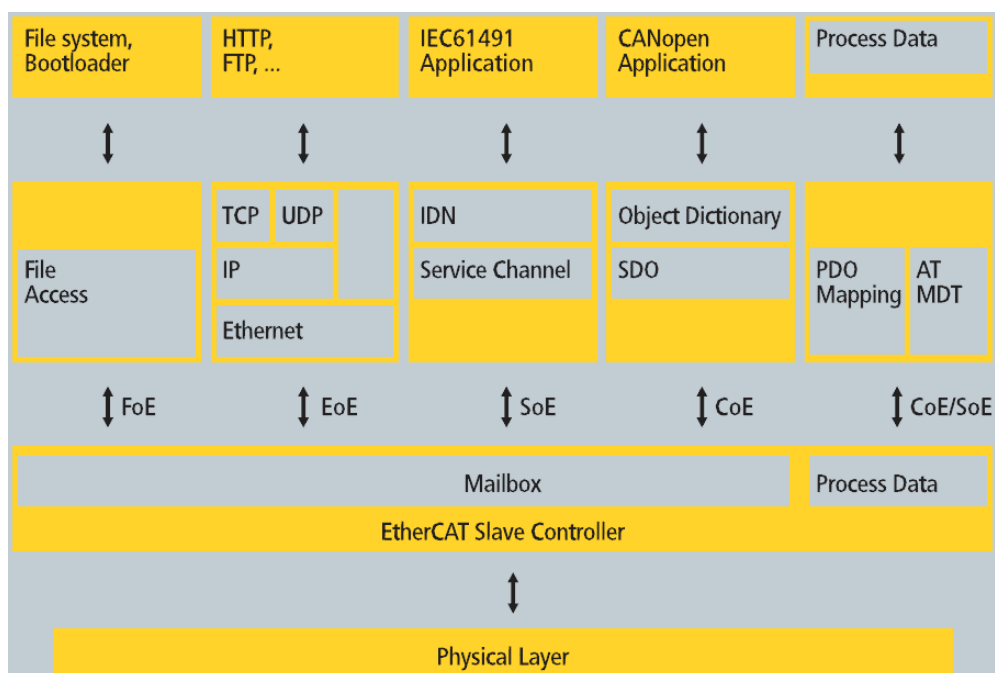 File system,
Bootloader
HTTP,
FTP, ...
IEC61491
Application
CANopen
Application
Process Data
File
Access
TCP
UDP
IP
Ethernet
IDN
Service Channel
Object Dictionary
SDO
PDO
Mapping
AT
MDT
FoE
EoE
SoE
CoE
CoE/SoE
Mailbox
Process Data
EtherCAT Slave Controller
Physical Layer